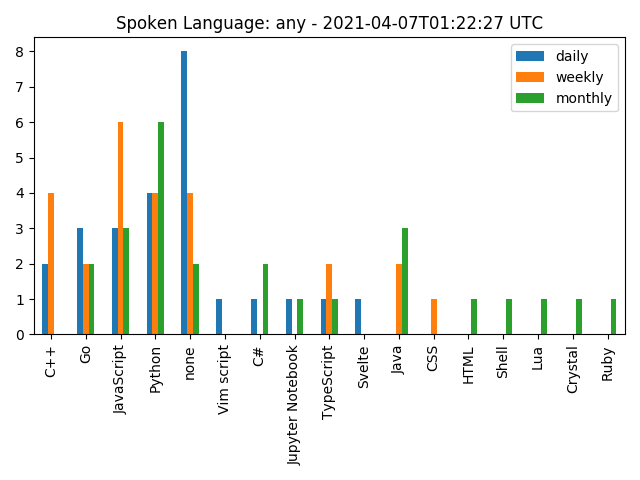 Spoken Language: any - 2021-04-07T01:22:27 UTC
daily
weekly
monthly
8
7
6
5
4
3
2
1
0
C++
Go
JavaScript
Python
none
Vim script
C#
Jupyter Notebook
TypeScript
Svelte
Java
CSS
HTML
Shell
Lua
Crystal
Ruby